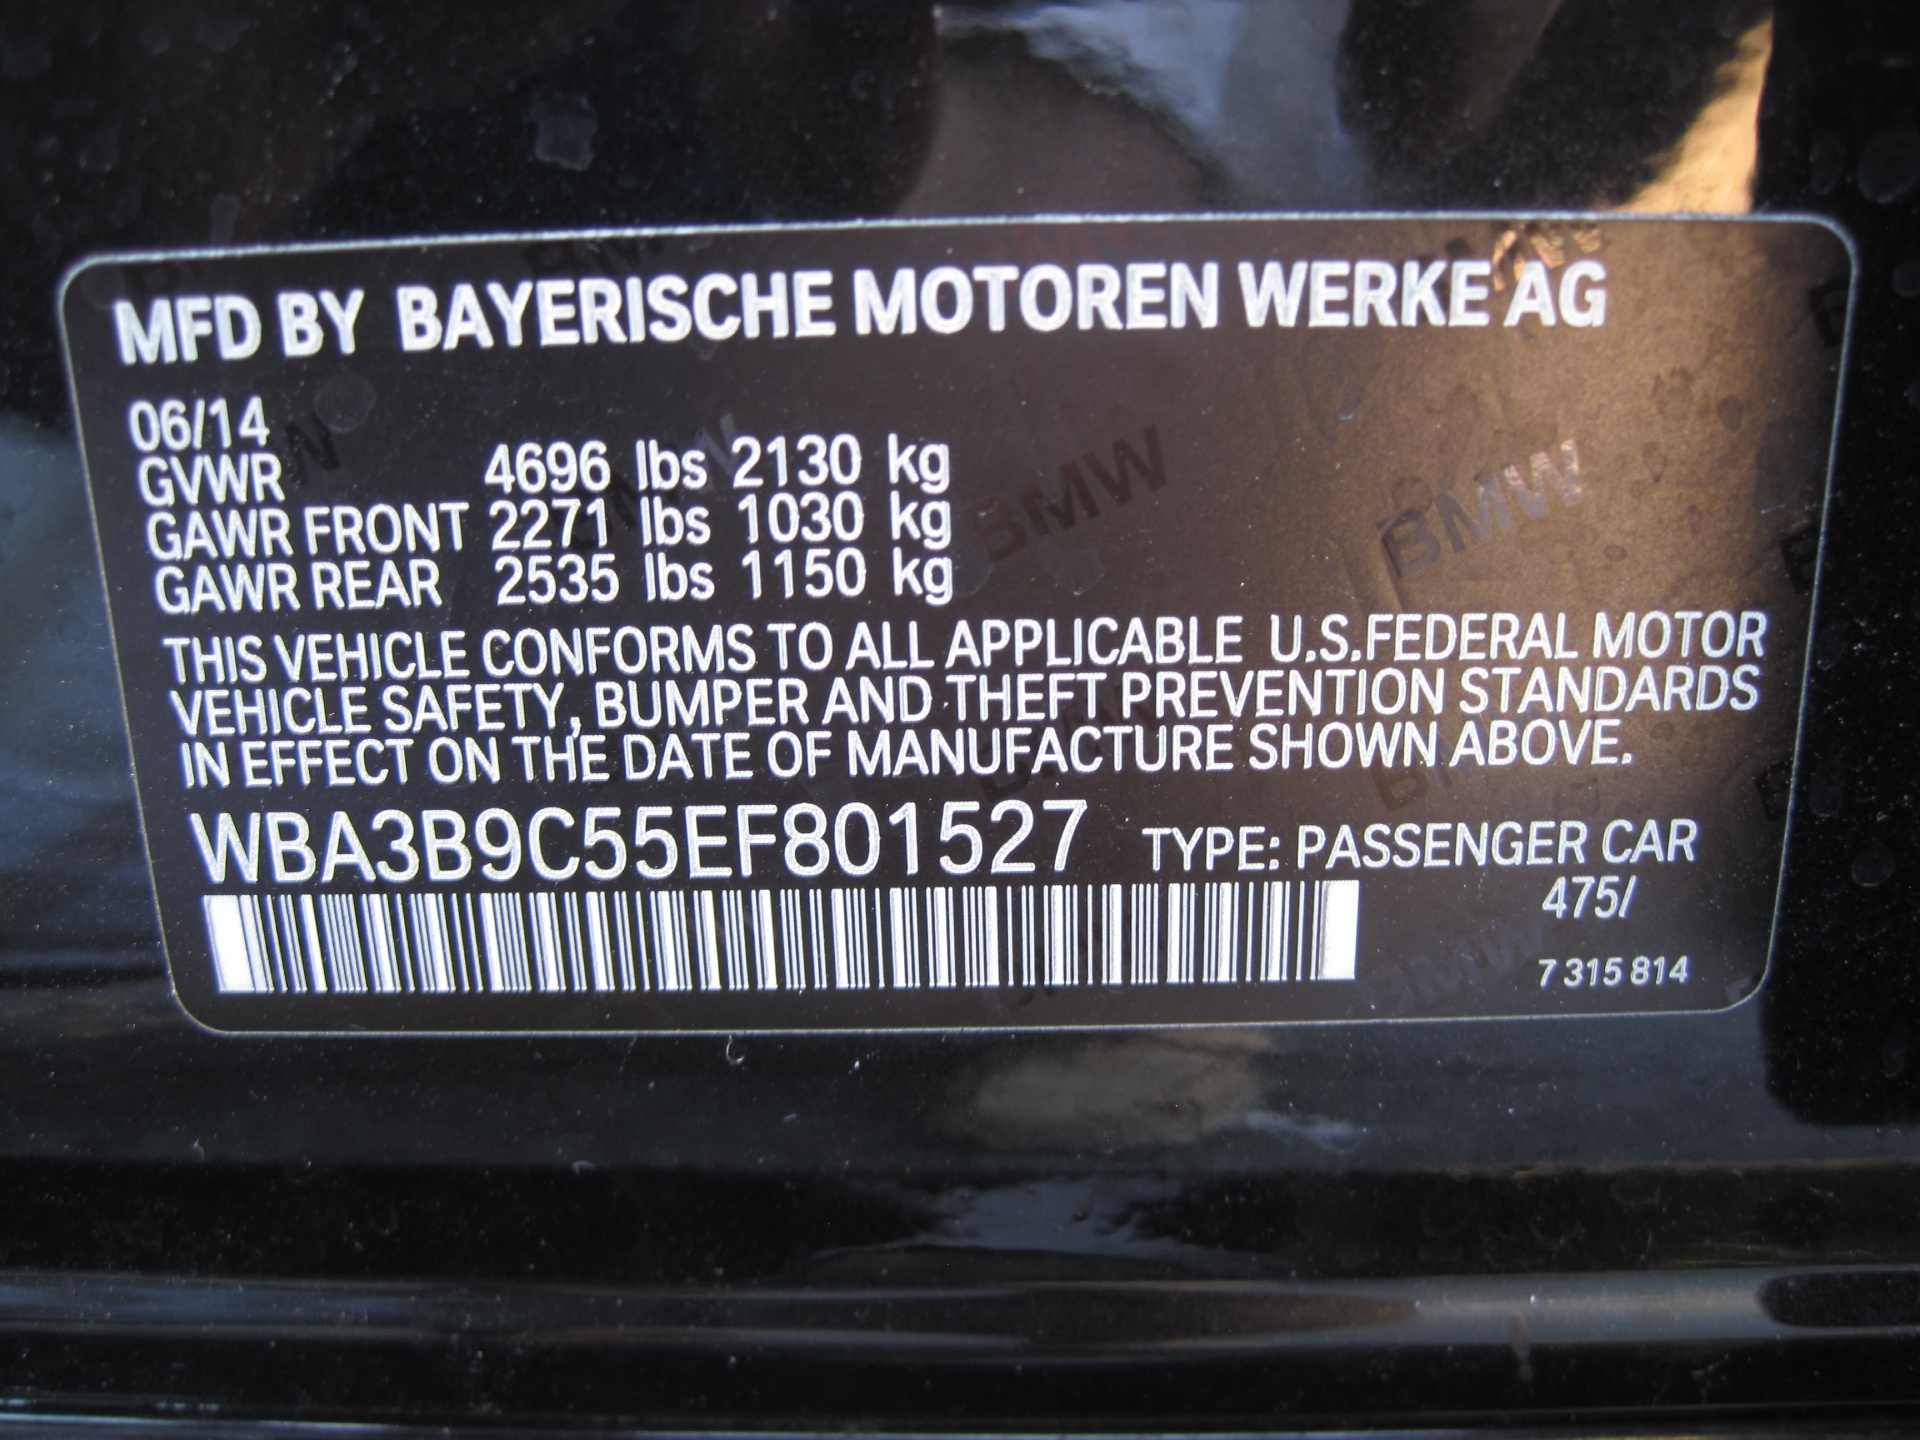 MFD BY BAYERISCHE MOTOREN WERKE AG
06/14
GVWR 4696 lbs 2130 kg
GAWR FRONT 2271 lbs 1030 kg
GAWR REAR 2535 lbs 1150 kg
THIS VEHICLE CONFORMS TO ALL APPLICABLE U.S.FEDERAL MOTOR
VEHICLE SAFETY, BUMPER AND THEFT PREVENTION STANDARDS
IN EFFECT ON THE DATE OF MANUFACTURE SHOWN ABOVE.
WBA3B9C55EF801527 TYPE: PASSENGER CAR
475/
7 315 814
BMW
BMW